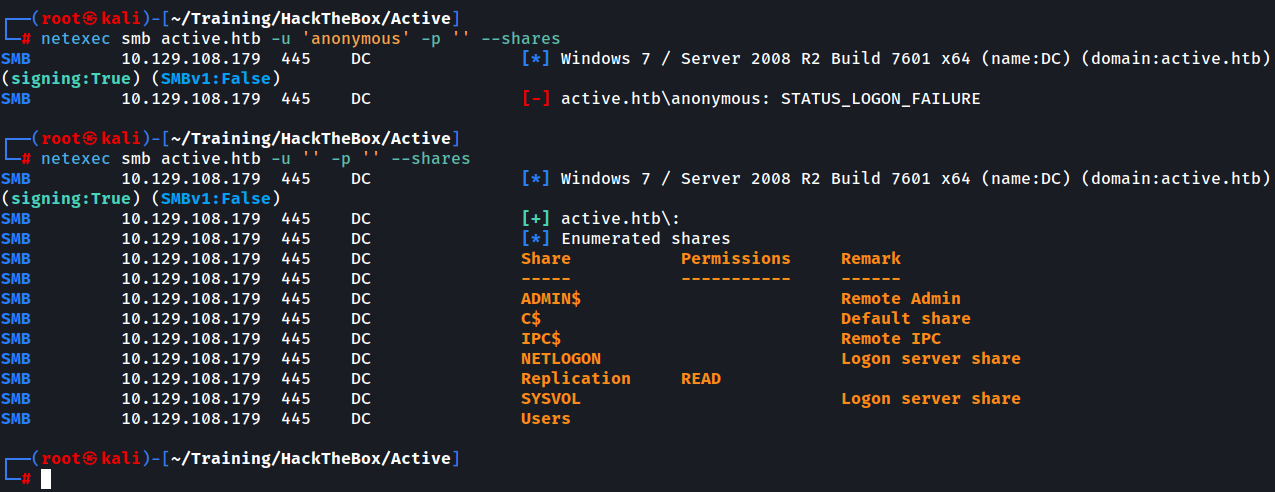 ┌──(root㉿kali)-[~/Training/HackTheBox/Active]
└─# netexec smb active.htb -u 'anonymous' -p '' --shares
SMB         10.129.108.179  445    DC               [*] Windows 7 / Server 2008 R2 Build 7601 x64 (name:DC) (domain:active.htb)
(signing:True) (SMBv1:False)
SMB         10.129.108.179  445    DC               [-] active.htb\anonymous: STATUS_LOGON_FAILURE

┌──(root㉿kali)-[~/Training/HackTheBox/Active]
└─# netexec smb active.htb -u '' -p '' --shares
SMB         10.129.108.179  445    DC               [*] Windows 7 / Server 2008 R2 Build 7601 x64 (name:DC) (domain:active.htb)
(signing:True) (SMBv1:False)
SMB         10.129.108.179  445    DC               [+] active.htb\:
SMB         10.129.108.179  445    DC               [*] Enumerated shares
SMB         10.129.108.179  445    DC               Share           Permissions     Remark
SMB         10.129.108.179  445    DC               -----           -----------     ------
SMB         10.129.108.179  445    DC               ADMIN$                          Remote Admin
SMB         10.129.108.179  445    DC               C$                              Default share
SMB         10.129.108.179  445    DC               IPC$                            Remote IPC
SMB         10.129.108.179  445    DC               NETLOGON                        Logon server share
SMB         10.129.108.179  445    DC               Replication     READ
SMB         10.129.108.179  445    DC               SYSVOL                          Logon server share
SMB         10.129.108.179  445    DC               Users

┌──(root㉿kali)-[~/Training/HackTheBox/Active]
└─#